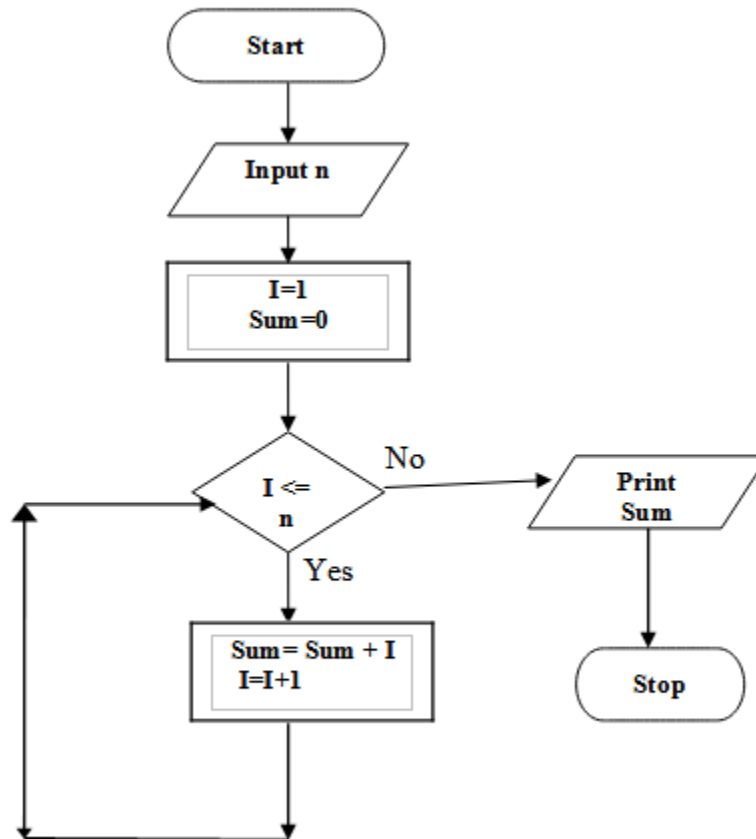 Start
Input n
I=1
Sum=0
I <=
n
No
Print
Sum
Yes
Sum= Sum + I
I=I+1
Stop